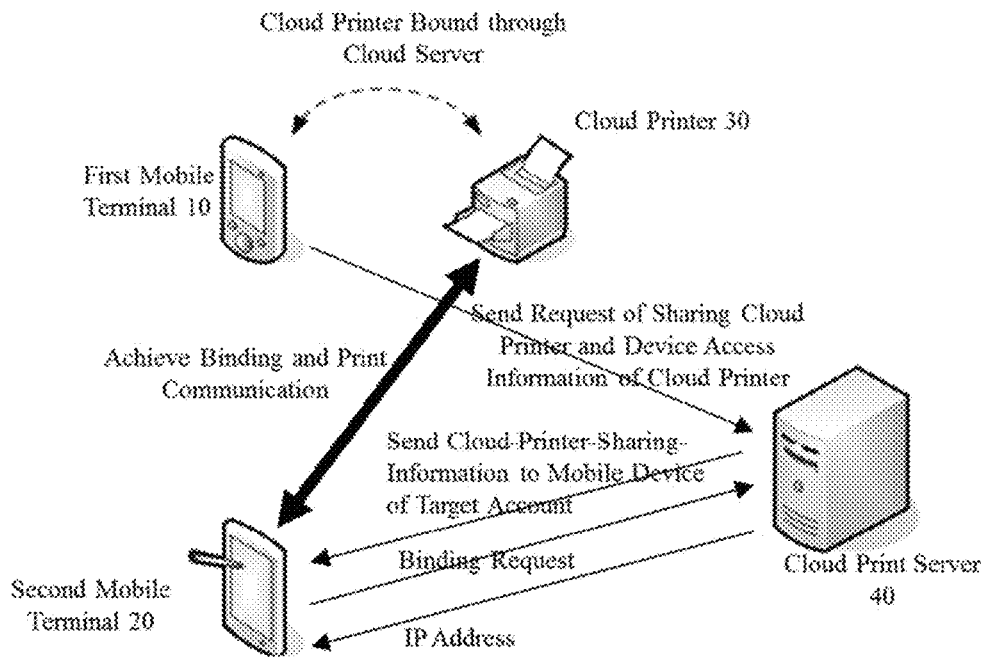 Cloud Printer Bound through
Cloud Server
Cloud Printer 30
First Mobile
Terminal 10
Send Request of Sharing Cloud
Printer and Device Access
Information of Cloud Printer
Achieve Binding and Print
Communication
Send Cloud-Printer-Sharing-
Information to Mobile Device
of Target Account
Binding Request
Cloud Print Server
40
Second Mobile
Terminal 20
IP Address